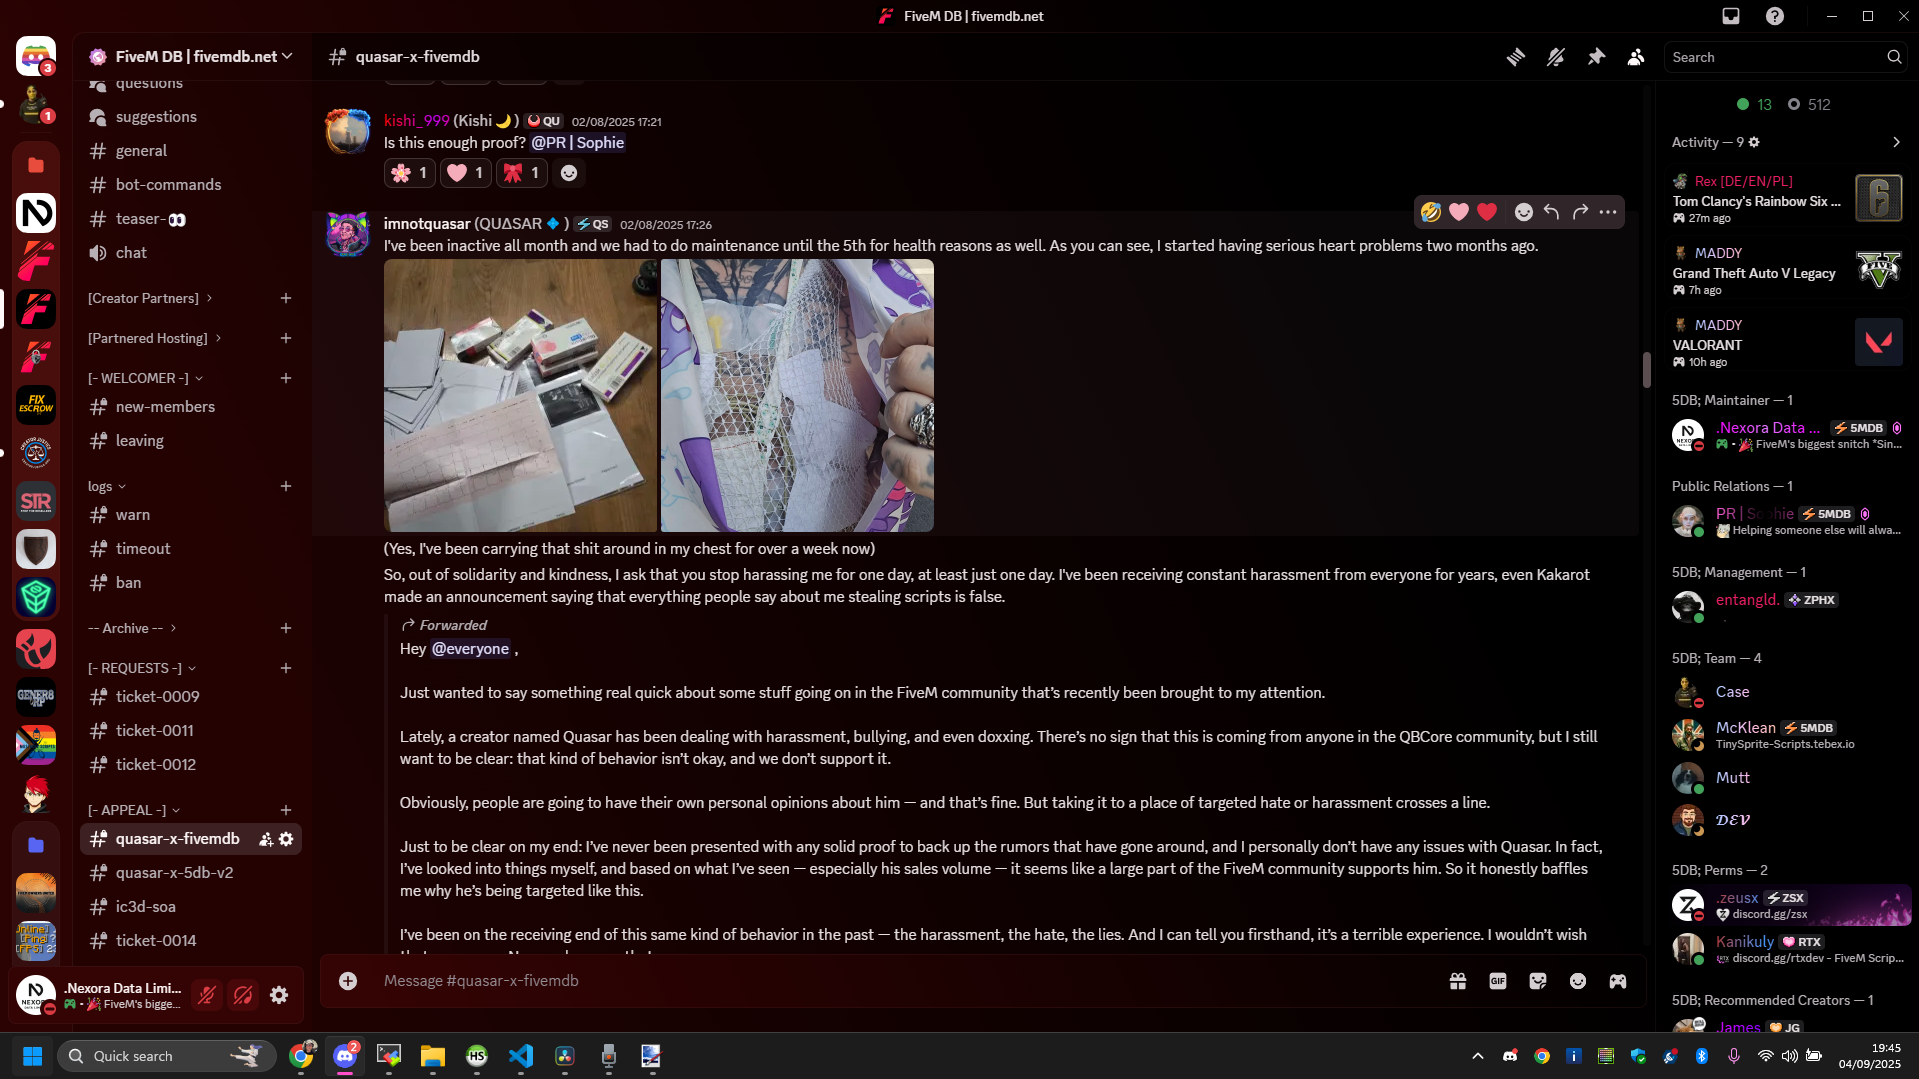 FiveM DB | fivemdb.net
FiveM DB | fivemdb.net
quasar-x-fivemdb
Search
3
1
questions
suggestions
general
bot-commands
teaser-👀
chat
[Creator Partners]
[Partnered Hosting]
[- WELCOMER -]
new-members
leaving
logs
warn
timeout
ban
-- Archive --
[- REQUESTS -]
ticket-0009
ticket-0011
ticket-0012
[- APPEAL -]
quasar-x-fivemdb
quasar-x-5db-v2
ic3d-soa
ticket-0014
FIX
ESCROW
STR
.Nexora Data Limi...
🎮 • 🎉 FiveM's bigge...
kishi_999 (Kishi 🌙) QU 02/08/2025 17:21
Is this enough proof? @PR | Sophie
🌸 1 🩷 1 🎀 1
imnotquasar (QUASAR 🔹) QS 02/08/2025 17:26
I've been inactive all month and we had to do maintenance until the 5th for health reasons as well. As you can see, I started having serious heart problems two months ago.
(Yes, I've been carrying that shit around in my chest for over a week now)
So, out of solidarity and kindness, I ask that you stop harassing me for one day, at least just one day. I've been receiving constant harassment from everyone for years, even Kakarot
made an announcement saying that everything people say about me stealing scripts is false.
Forwarded
Hey @everyone ,
Just wanted to say something real quick about some stuff going on in the FiveM community that's recently been brought to my attention.
Lately, a creator named Quasar has been dealing with harassment, bullying, and even doxxing. There's no sign that this is coming from anyone in the QBCore community, but I still
want to be clear: that kind of behavior isn't okay, and we don't support it.
Obviously, people are going to have their own personal opinions about him — and that's fine. But taking it to a place of targeted hate or harassment crosses a line.
Just to be clear on my end: I've never been presented with any solid proof to back up the rumors that have gone around, and I personally don't have any issues with Quasar. In fact,
I've looked into things myself, and based on what I've seen — especially his sales volume — it seems like a large part of the FiveM community supports him. So it honestly baffles
me why he's being targeted like this.
I've been on the receiving end of this same kind of behavior in the past — the harassment, the hate, the lies. And I can tell you firsthand, it's a terrible experience. I wouldn't wish
Message #quasar-x-fivemdb
GIF
13 512
Activity — 9
Rex [DE/EN/PL]
Tom Clancy's Rainbow Six ...
27m ago
MADDY
Grand Theft Auto V Legacy
7h ago
MADDY
VALORANT
10h ago
5DB; Maintainer — 1
.Nexora Data ... 5MDB
🎮 • 🎉 FiveM's biggest snitch *Sin...
Public Relations — 1
PR | Sophie 5MDB
Helping someone else will alwa...
5DB; Management — 1
entangld. ZPHX
.
5DB; Team — 4
Case
McKlean 5MDB
TinySprite-Scripts.tebex.io
Mutt
𝓓𝓔𝓥
5DB; Perms — 2
.zeusx ZSX
discord.gg/zsx
Kanikuly RTX
discord.gg/rtxdev - FiveM Scrip...
5DB; Recommended Creators — 1
James JG
Quick search
2
19:45
04/09/2025